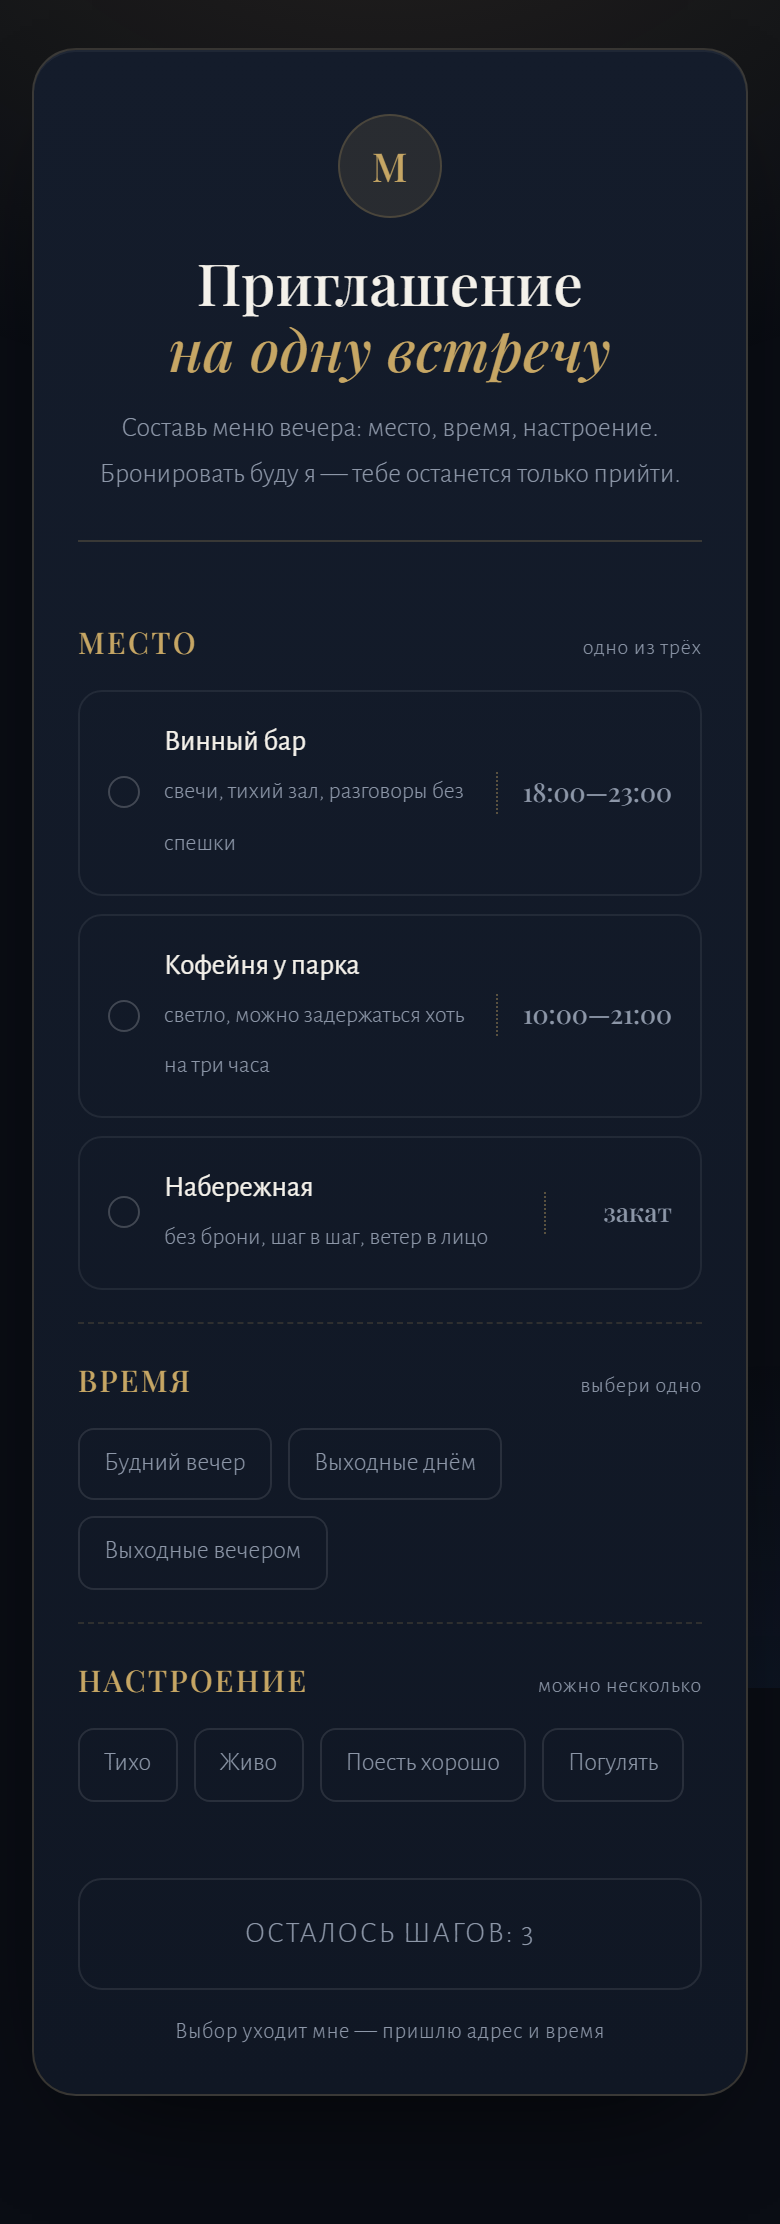 М
Приглашение
на одну встречу
Составь меню вечера: место, время, настроение.
Бронировать буду я — тебе останется только прийти.
МЕСТО
одно из трёх
Винный бар
свечи, тихий зал, разговоры без
спешки
18:00—23:00
Кофейня у парка
светло, можно задержаться хоть
на три часа
10:00—21:00
Набережная
без брони, шаг в шаг, ветер в лицо
закат
ВРЕМЯ
выбери одно
Будний вечер
Выходные днём
Выходные вечером
НАСТРОЕНИЕ
можно несколько
Тихо
Живо
Поесть хорошо
Погулять
ОСТАЛОСЬ ШАГОВ: 3
Выбор уходит мне — пришлю адрес и время